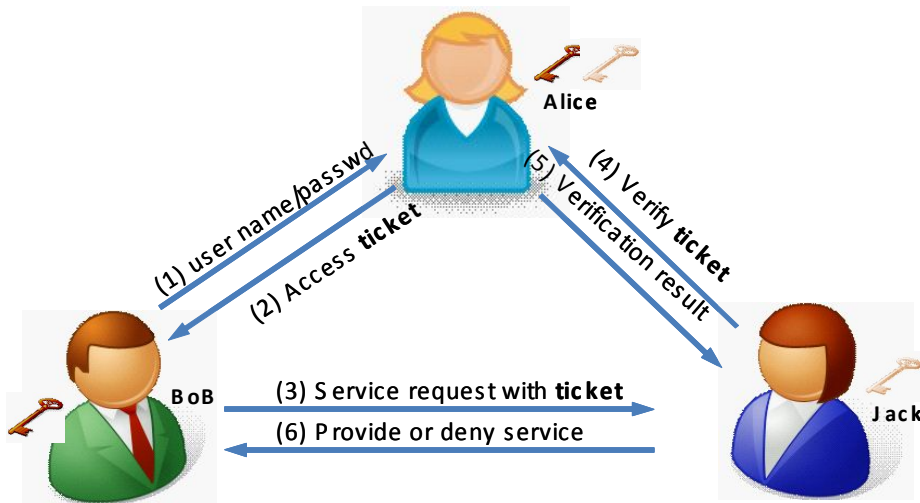 Alice
(1) user name/passwd
(2) Access ticket
(4) Verify ticket
(5) Verification result
BoB
(3) Service request with ticket
(6) Provide or deny service
Jack